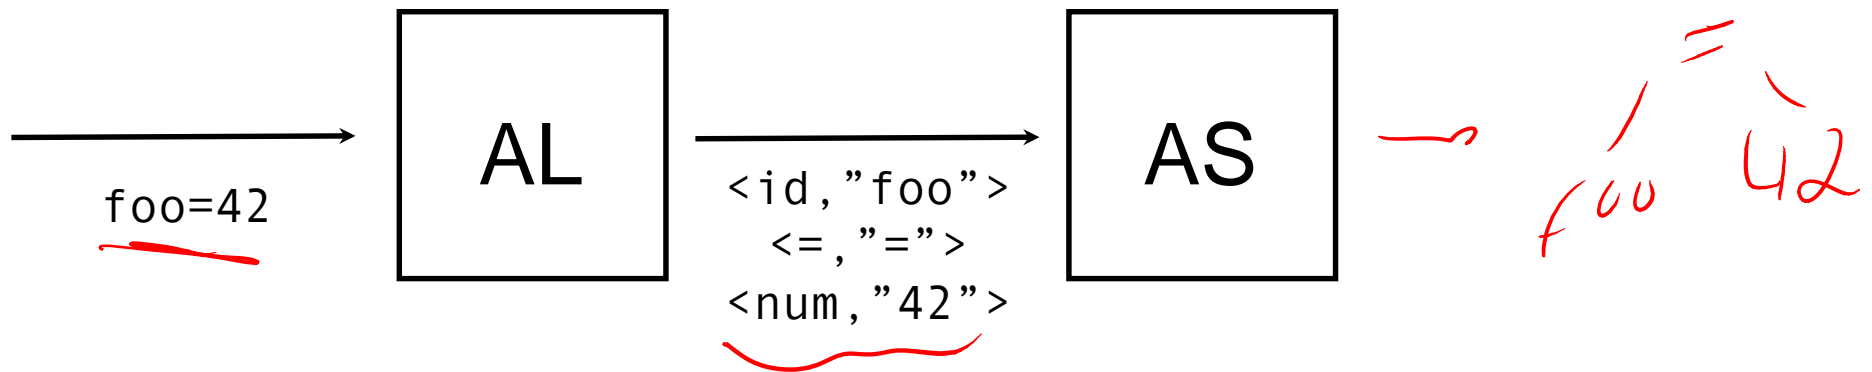 foo=42
AL
<id,”foo”>
<=,”=”>
<num,”42”>
AS
=
foo 42